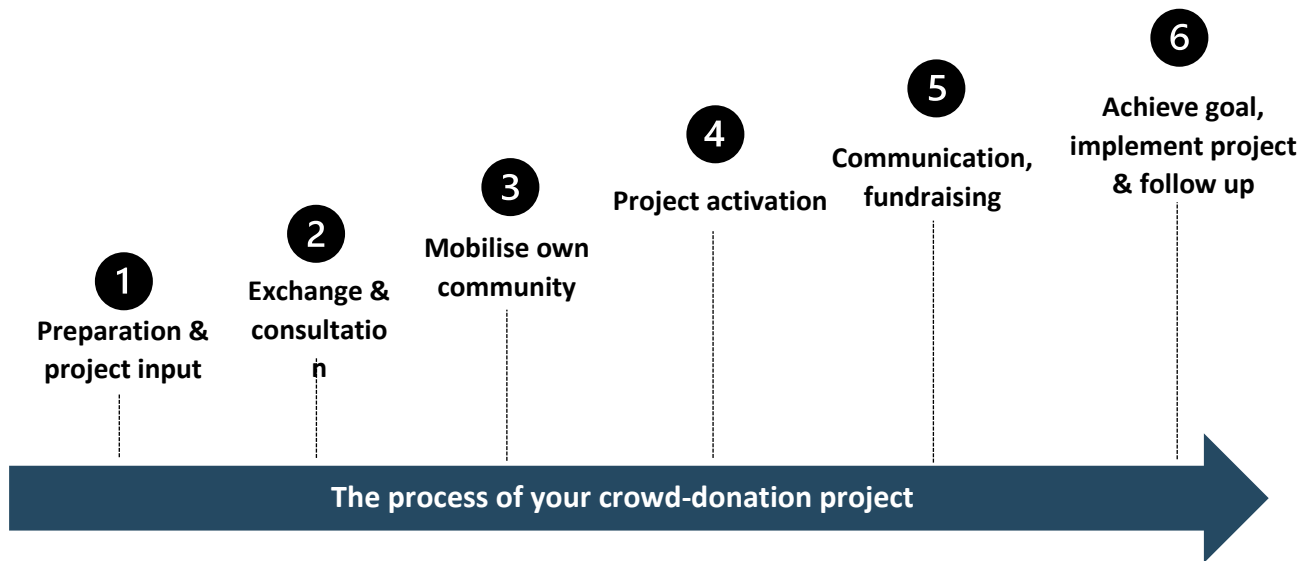 1
Preparation &
project input
2
Exchange &
consultatio
n
3
Mobilise own
community
4
Project activation
5
Communication,
fundraising
6
Achieve goal,
implement project
& follow up
The process of your crowd-donation project